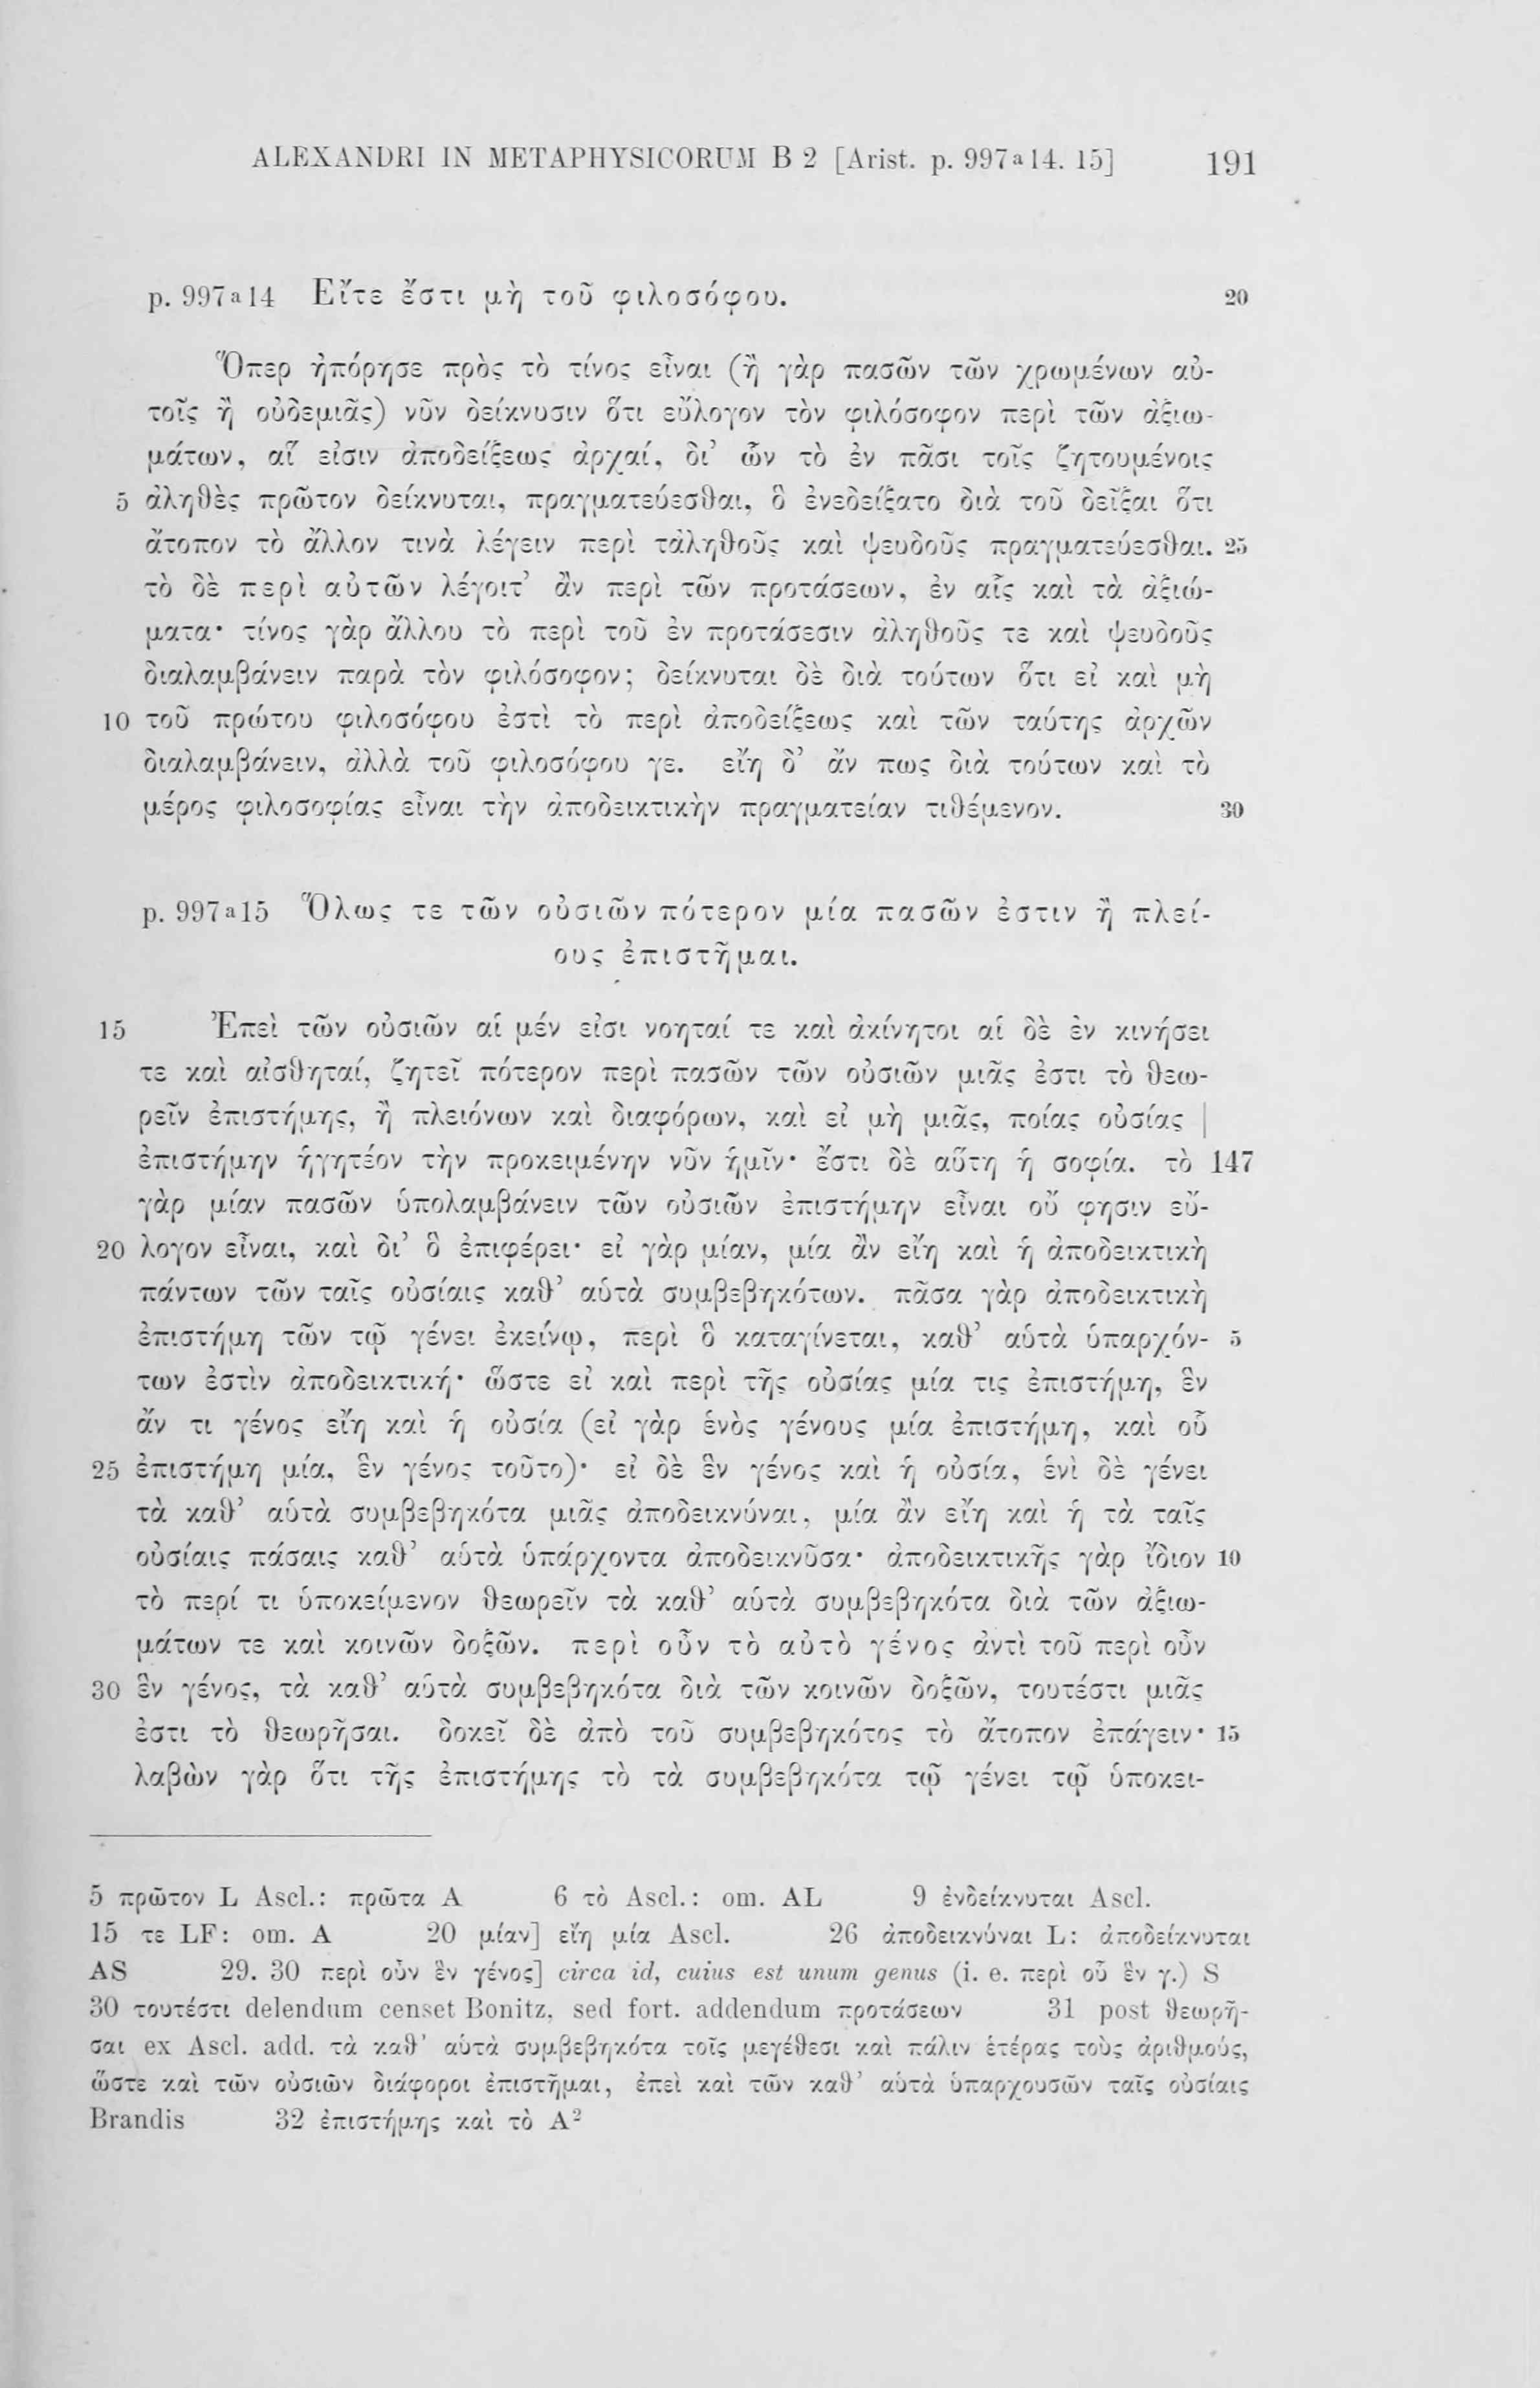 ALEXANDRI IN METAPHYSICORUM B 2 [Arist. p. 997ᵃ14. 15] 191
p. 997ᵃ14 Εἴτε ἔστι μὴ τοῦ φιλοσόφου. 20
Ὅπερ ἠπόρησε πρὸς τὸ τίνος εἶναι (ἢ γὰρ πασῶν τῶν χρωμένων αὐ-
τοῖς ἢ οὐδεμιᾶς) νῦν δείκνυσιν ὅτι εὔλογον τὸν φιλόσοφον περὶ τῶν ἀξιω-
μάτων, αἵ εἰσιν ἀποδείξεως ἀρχαί, δι’ ὧν τὸ ἐν πᾶσι τοῖς ζητουμένοις
5 ἀληθὲς πρῶτον δείκνυται, πραγματεύεσθαι, ὃ ἐνεδείξατο διὰ τοῦ δεῖξαι ὅτι
ἄτοπον τὸ ἄλλον τινὰ λέγειν περὶ τἀληθοῦς καὶ ψευδοῦς πραγματεύεσθαι. 25
τὸ δὲ περὶ αὐτῶν λέγοιτ’ ἂν περὶ τῶν προτάσεων, ἐν αἷς καὶ τὰ ἀξιώ-
ματα· τίνος γὰρ ἄλλου τὸ περὶ τοῦ ἐν προτάσεσιν ἀληθοῦς τε καὶ ψευδοῦς
διαλαμβάνειν παρὰ τὸν φιλόσοφον; δείκνυται δὲ διὰ τούτων ὅτι εἰ καὶ μὴ
10 τοῦ πρώτου φιλοσόφου ἐστὶ τὸ περὶ ἀποδείξεως καὶ τῶν ταύτης ἀρχῶν
διαλαμβάνειν, ἀλλὰ τοῦ φιλοσόφου γε. εἴη δ’ ἄν πως διὰ τούτων καὶ τὸ
μέρος φιλοσοφίας εἶναι τὴν ἀποδεικτικὴν πραγματείαν τιθέμενον. 30
p. 997ᵃ15 Ὅλως τε τῶν οὐσιῶν πότερον μία πασῶν ἐστιν ἢ πλεί-
ους ἐπιστῆμαι.
15 Ἐπεὶ τῶν οὐσιῶν αἱ μέν εἰσι νοηταί τε καὶ ἀκίνητοι αἱ δὲ ἐν κινήσει
τε καὶ αἰσθηταί, ζητεῖ πότερον περὶ πασῶν τῶν οὐσιῶν μιᾶς ἐστι τὸ θεω-
ρεῖν ἐπιστήμης, ἢ πλειόνων καὶ διαφόρων, καὶ εἰ μὴ μιᾶς, ποίας οὐσίας |
ἐπιστήμην ἡγητέον τὴν προκειμένην νῦν ἡμῖν· ἔστι δὲ αὕτη ἡ σοφία. τὸ 147
γὰρ μίαν πασῶν ὑπολαμβάνειν τῶν οὐσιῶν ἐπιστήμην εἶναι οὔ φησιν εὔ-
20 λογον εἶναι, καὶ δι’ ὃ ἐπιφέρει· εἰ γὰρ μίαν, μία ἂν εἴη καὶ ἡ ἀποδεικτικὴ
πάντων τῶν ταῖς οὐσίαις καθ’ αὑτὰ συμβεβηκότων. πᾶσα γὰρ ἀποδεικτικὴ
ἐπιστήμη τῶν τῷ γένει ἐκείνῳ, περὶ ὃ καταγίνεται, καθ’ αὑτὰ ὑπαρχόν- 5
των ἐστὶν ἀποδεικτική· ὥστε εἰ καὶ περὶ τῆς οὐσίας μία τις ἐπιστήμη, ἓν
ἄν τι γένος εἴη καὶ ἡ οὐσία (εἰ γὰρ ἑνὸς γένους μία ἐπιστήμη, καὶ οὗ
25 ἐπιστήμη μία, ἓν γένος τοῦτο)· εἰ δὲ ἓν γένος καὶ ἡ οὐσία, ἑνὶ δὲ γένει
τὰ καθ’ αὑτὰ συμβεβηκότα μιᾶς ἀποδεικνύναι, μία ἂν εἴη καὶ ἡ τὰ ταῖς
οὐσίαις πάσαις καθ’ αὑτὰ ὑπάρχοντα ἀποδεικνῦσα· ἀποδεικτικῆς γὰρ ἴδιον 10
τὸ περί τι ὑποκείμενον θεωρεῖν τὰ καθ’ αὑτὰ συμβεβηκότα διὰ τῶν ἀξιω-
μάτων τε καὶ κοινῶν δοξῶν. περὶ οὖν τὸ αὐτὸ γένος ἀντὶ τοῦ περὶ οὖν
30 ἓν γένος, τὰ καθ’ αὑτὰ συμβεβηκότα διὰ τῶν κοινῶν δοξῶν, τουτέστι μιᾶς
ἐστι τὸ θεωρῆσαι. δοκεῖ δὲ ἀπὸ τοῦ συμβεβηκότος τὸ ἄτοπον ἐπάγειν· 15
λαβὼν γὰρ ὅτι τῆς ἐπιστήμης τὸ τὰ συμβεβηκότα τῷ γένει τῷ ὑποκει-
5 πρῶτον L Ascl.: πρῶτα A 6 τὸ Ascl.: om. AL 9 ἐνδείκνυται Ascl.
15 τε LF: om. A 20 μίαν] εἴη μία Ascl. 26 ἀποδεικνύναι L: ἀποδείκνυται
AS 29. 30 περὶ οὖν ἓν γένος] circa id, cuius est unum genus (i. e. περὶ οὗ ἓν γ.) S
30 τουτέστι delendum censet Bonitz, sed fort. addendum προτάσεων 31 post θεωρῆ-
σαι ex Ascl. add. τὰ καθ’ αὑτὰ συμβεβηκότα τοῖς μεγέθεσι καὶ πάλιν ἑτέρας τοὺς ἀριθμούς,
ὥστε καὶ τῶν οὐσιῶν διάφοροι ἐπιστῆμαι, ἐπεὶ καὶ τῶν καθ’ αὑτὰ ὑπαρχουσῶν ταῖς οὐσίαις
Brandis 32 ἐπιστήμης καὶ τὸ A²